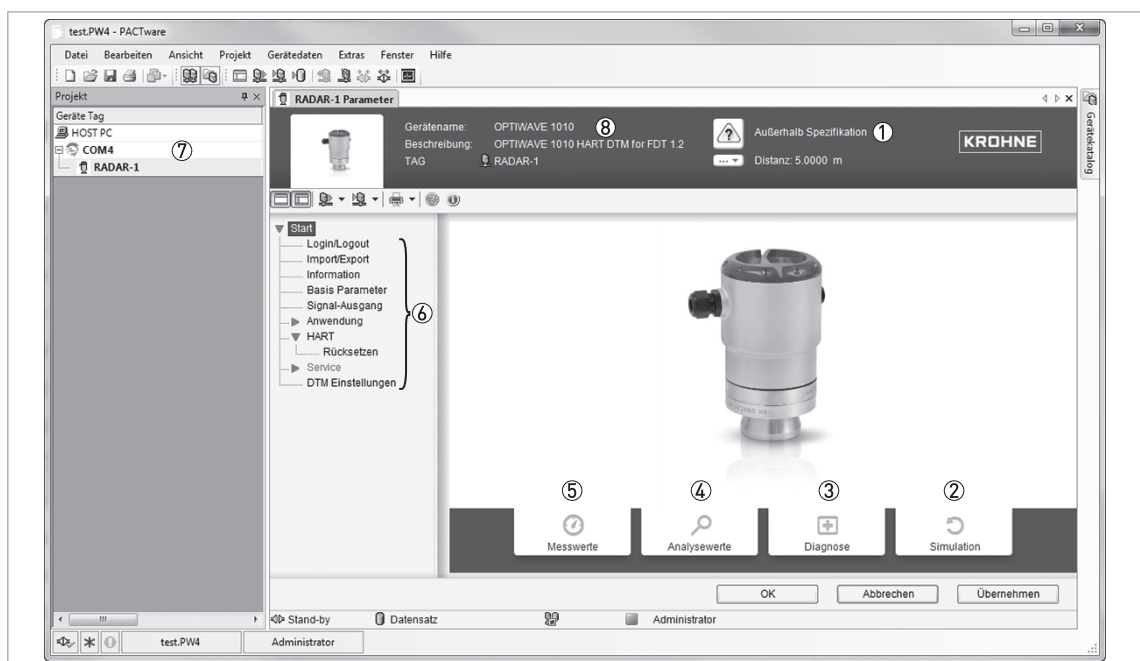 test.PW4 - PACTware
Datei Bearbeiten Ansicht Projekt Gerätedaten Extras Fenster Hilfe
Projekt
Geräte Tag
HOST PC
COM4
RADAR-1
⑦
RADAR-1 Parameter
Gerätename: OPTIWAVE 1010 ⑧
Beschreibung: OPTIWAVE 1010 HART DTM for FDT 1.2
TAG RADAR-1
Außerhalb Spezifikation ①
Distanz: 5.0000 m
KROHNE
Gerätekatalog
Start
Login/Logout
Import/Export
Information
Basis Parameter
Signal-Ausgang
Anwendung
HART
Rücksetzen
Service
DTM Einstellungen
⑥
⑤ ④ ③ ②
Messwerte Analysewerte Diagnose Simulation
OK Abbrechen Übernehmen
Stand-by Datensatz Administrator
test.PW4 Administrator